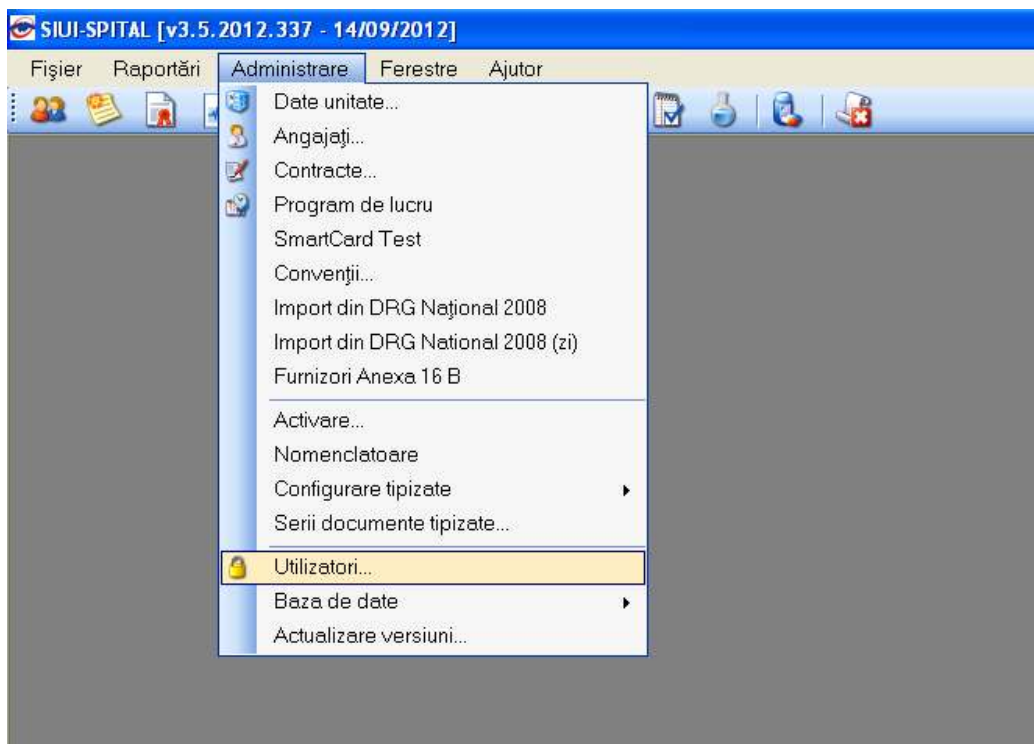 SIUI-SPITAL [v3.5.2012.337 - 14/09/2012]
Fişier Raportări Administrare Ferestre Ajutor
Date unitate...
Angajaţi...
Contracte...
Program de lucru
SmartCard Test
Convenţii...
Import din DRG Naţional 2008
Import din DRG National 2008 (zi)
Furnizori Anexa 16 B
Activare...
Nomenclatoare
Configurare tipizate
Serii documente tipizate...
Utilizatori...
Baza de date
Actualizare versiuni...